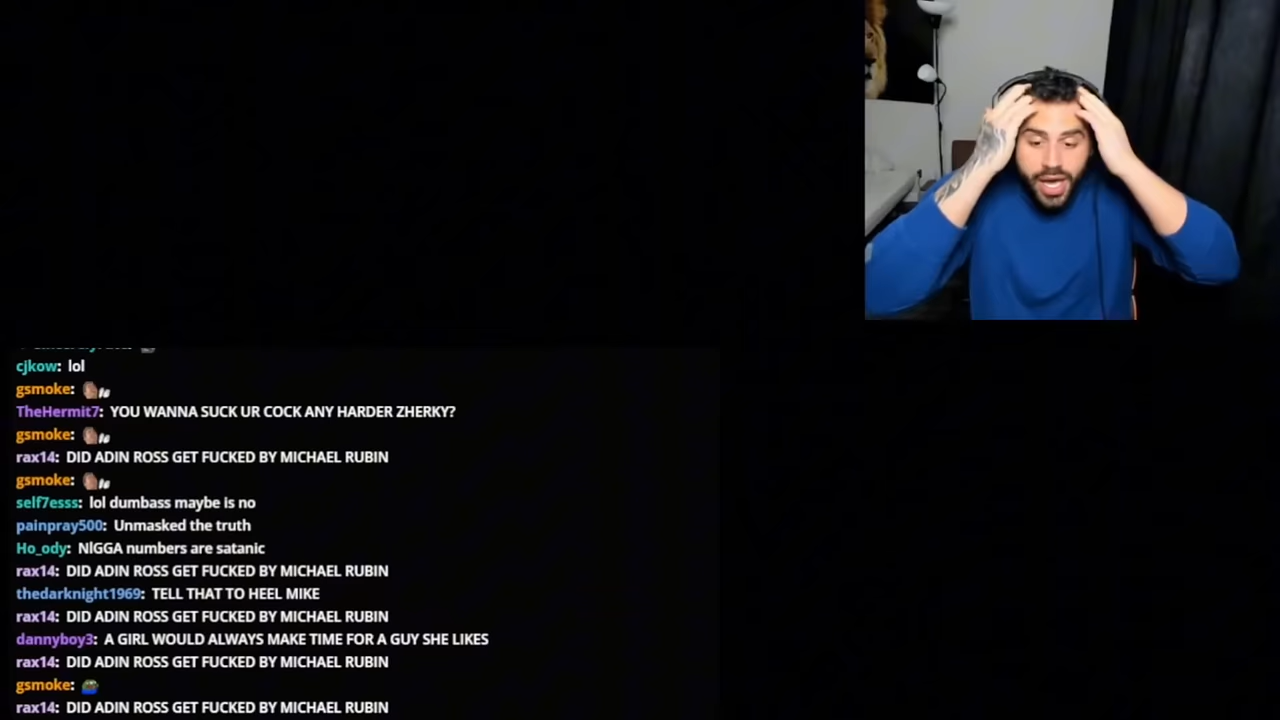 cjkow: lol
gsmoke:
TheHermit7: YOU WANNA SUCK UR COCK ANY HARDER ZHERKY?
gsmoke:
rax14: DID ADIN ROSS GET FUCKED BY MICHAEL RUBIN
gsmoke:
self7esss: lol dumbass maybe is no
painpray500: Unmasked the truth
Ho_ody: NlGGA numbers are satanic
rax14: DID ADIN ROSS GET FUCKED BY MICHAEL RUBIN
thedarknight1969: TELL THAT TO HEEL MIKE
rax14: DID ADIN ROSS GET FUCKED BY MICHAEL RUBIN
dannyboy3: A GIRL WOULD ALWAYS MAKE TIME FOR A GUY SHE LIKES
rax14: DID ADIN ROSS GET FUCKED BY MICHAEL RUBIN
gsmoke:
rax14: DID ADIN ROSS GET FUCKED BY MICHAEL RUBIN